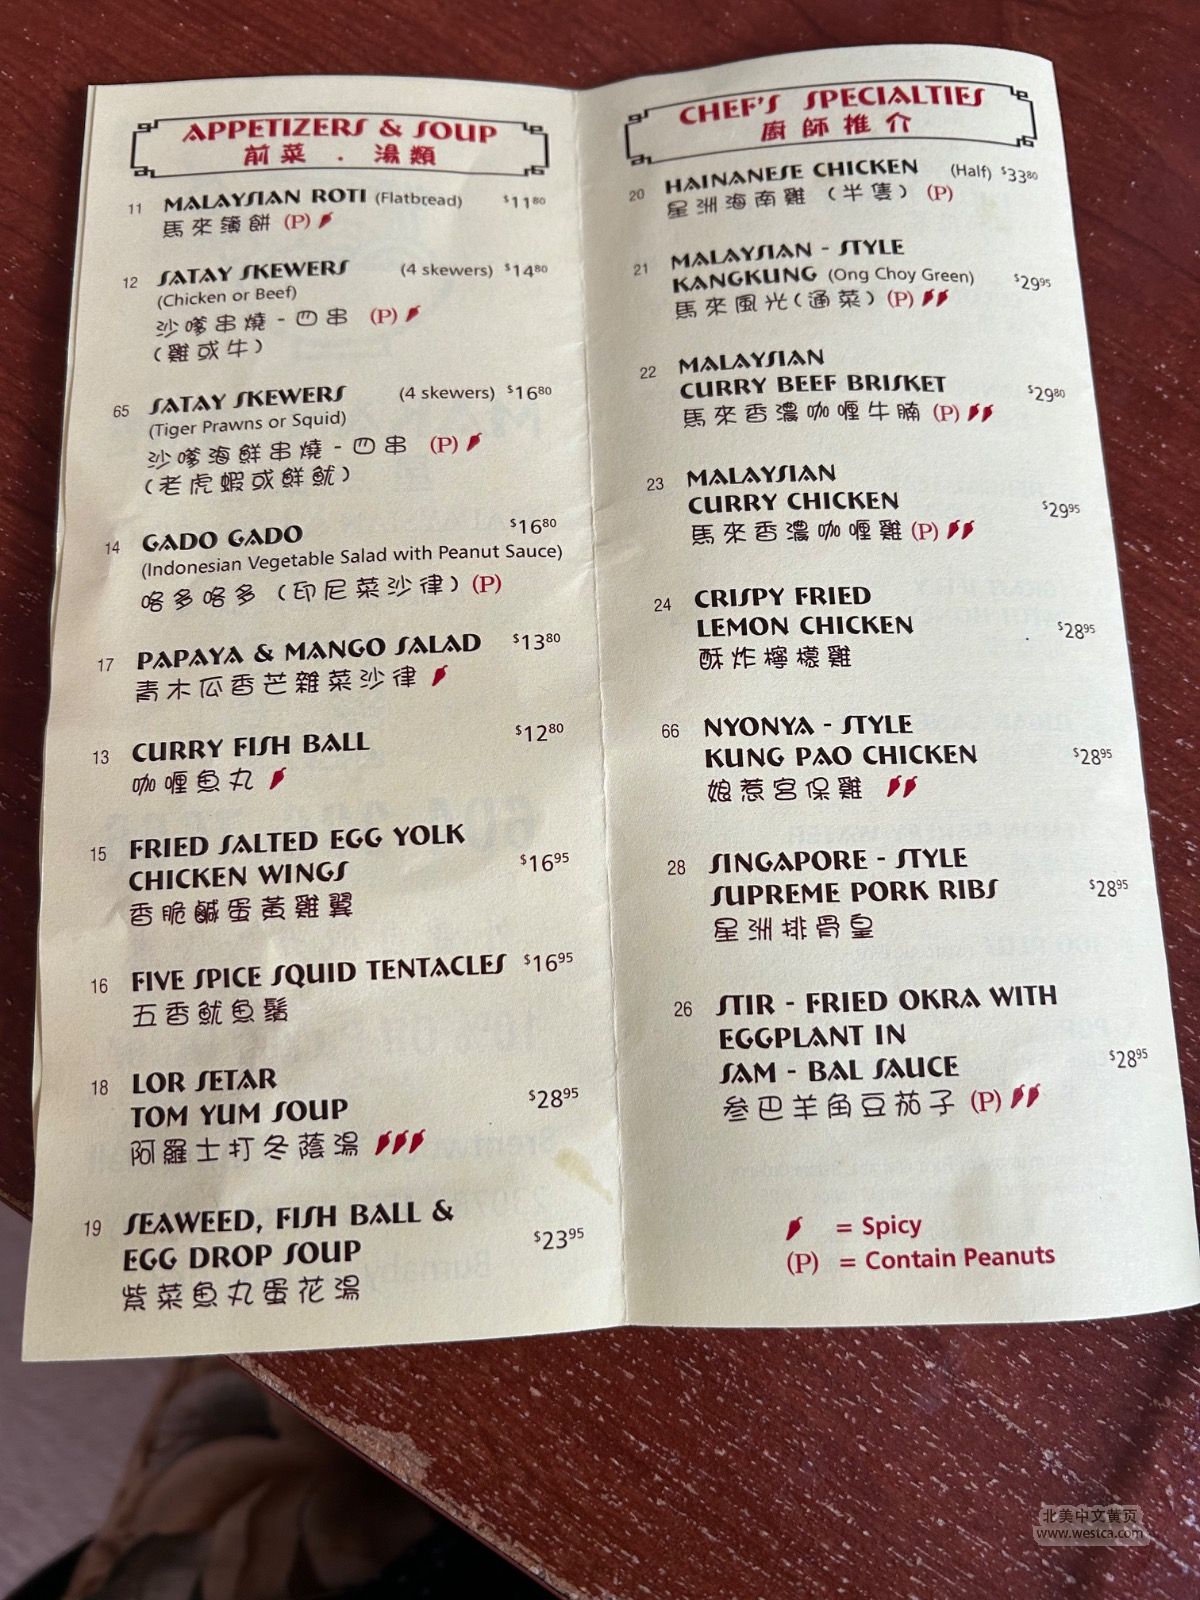 APPETIZERS & SOUP
前菜 . 湯類
11 MALAYSIAN ROTI (Flatbread) $11.80
馬來簿餅 (P)
12 SATAY SKEWERS (4 skewers) $14.80
(Chicken or Beef)
沙嗲串燒 - 四串 (P)
(雞或牛)
65 SATAY SKEWERS (4 skewers) $16.80
(Tiger Prawns or Squid)
沙嗲海鮮串燒 - 四串 (P)
(老虎蝦或鮮魷)
14 GADO GADO $16.80
(Indonesian Vegetable Salad with Peanut Sauce)
咯多咯多 (印尼菜沙律) (P)
17 PAPAYA & MANGO SALAD $13.80
青木瓜香芒雜菜沙律
13 CURRY FISH BALL $12.80
咖喱魚丸
15 FRIED SALTED EGG YOLK
CHICKEN WINGS $16.95
香脆鹹蛋黃雞翼
16 FIVE SPICE SQUID TENTACLES $16.95
五香魷魚鬚
18 LOR SETAR
TOM YUM SOUP $28.95
阿羅士打冬蔭湯
19 SEAWEED, FISH BALL &
EGG DROP SOUP $23.95
紫菜魚丸蛋花湯
CHEF'S SPECIALTIES
廚師推介
20 HAINANESE CHICKEN (Half) $33.80
星洲海南雞 (半隻) (P)
21 MALAYSIAN - STYLE
KANGKUNG (Ong Choy Green) $29.95
馬來風光(通菜) (P)
22 MALAYSIAN
CURRY BEEF BRISKET $29.80
馬來香濃咖喱牛腩 (P)
23 MALAYSIAN
CURRY CHICKEN $29.95
馬來香濃咖喱雞 (P)
24 CRISPY FRIED
LEMON CHICKEN $28.95
酥炸檸檬雞
66 NYONYA - STYLE
KUNG PAO CHICKEN $28.95
娘惹宮保雞
28 SINGAPORE - STYLE
SUPREME PORK RIBS $28.95
星洲排骨皇
26 STIR - FRIED OKRA WITH
EGGPLANT IN
SAM - BAL SAUCE $28.95
叁巴羊角豆茄子 (P)
= Spicy
(P) = Contain Peanuts
北美中文黄页
www.westca.com